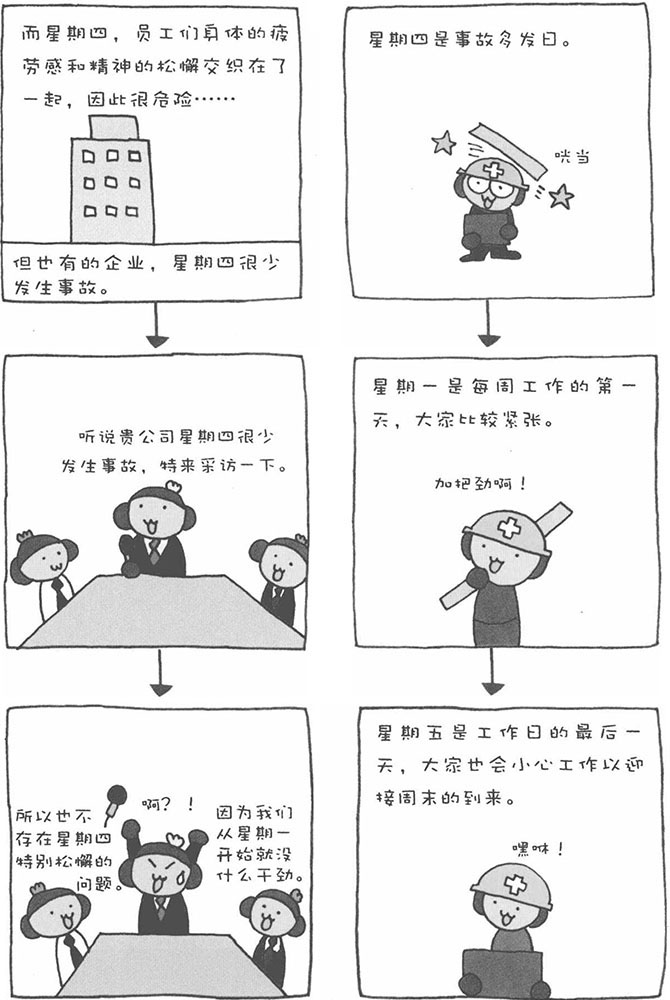 星期四是事故多发日。
咣当
星期一是每周工作的第一
天，大家比较紧张。
加把劲啊！
星期五是工作日的最后一
天，大家也会小心工作以迎
接周末的到来。
嘿咻！
而星期四，员工们身体的疲
劳感和精神的松懈交织在了
一起，因此很危险……
但也有的企业，星期四很少
发生事故。
听说贵公司星期四很少
发生事故，特来采访一下。
因为我们
从星期一
开始就没
什么干劲。
啊？！
所以也不
存在星期四
特别松懈的
问题。